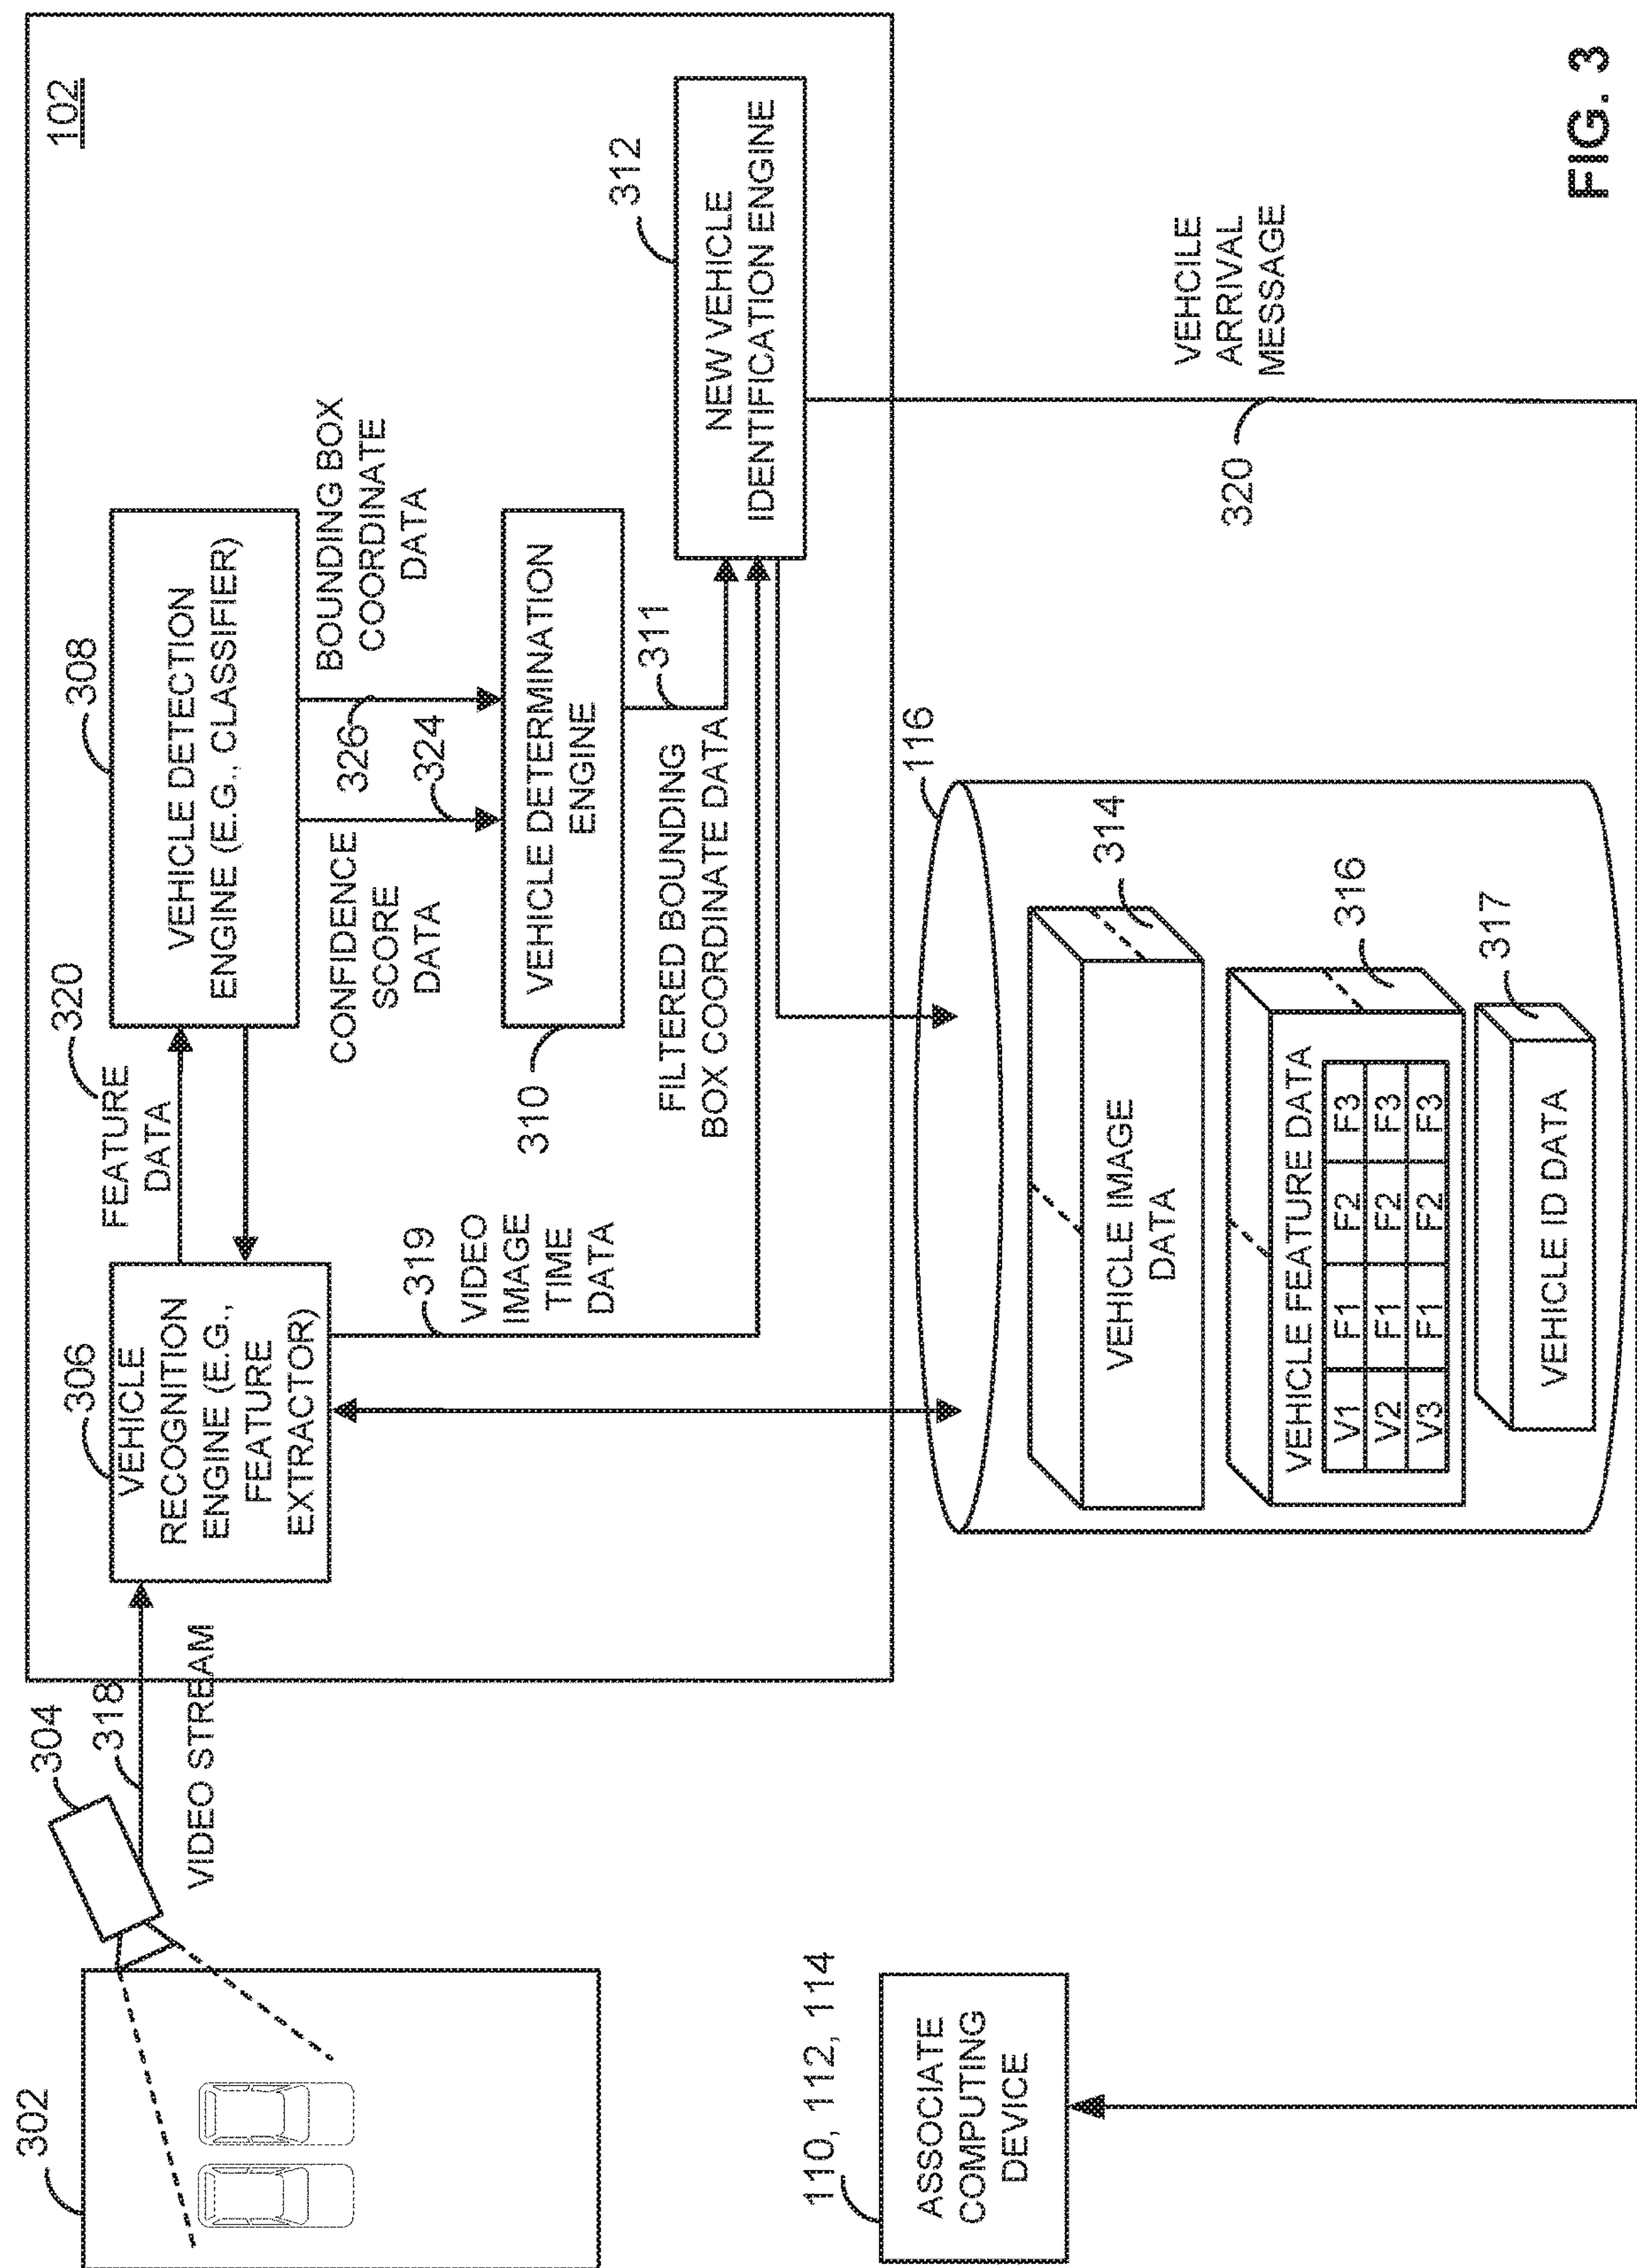 302
304
318
VIDEO STREAM
102
306
VEHICLE
RECOGNITION
ENGINE (E.G.,
FEATURE
EXTRACTOR)
320
FEATURE
DATA
308
VEHICLE DETECTION
ENGINE (E.G., CLASSIFIER)
CONFIDENCE
SCORE
DATA
324
326
BOUNDING BOX
COORDINATE
DATA
310
VEHICLE DETERMINATION
ENGINE
311
FILTERED BOUNDING
BOX COORDINATE DATA
319
VIDEO
IMAGE
TIME
DATA
312
NEW VEHICLE
IDENTIFICATION ENGINE
110, 112, 114
ASSOCIATE
COMPUTING
DEVICE
116
314
VEHICLE IMAGE
DATA
316
VEHICLE FEATURE DATA
V1 F1 F2 F3
V2 F1 F2 F3
V3 F1 F2 F3
317
VEHICLE ID DATA
320
VEHCILE
ARRIVAL
MESSAGE
FIG. 3